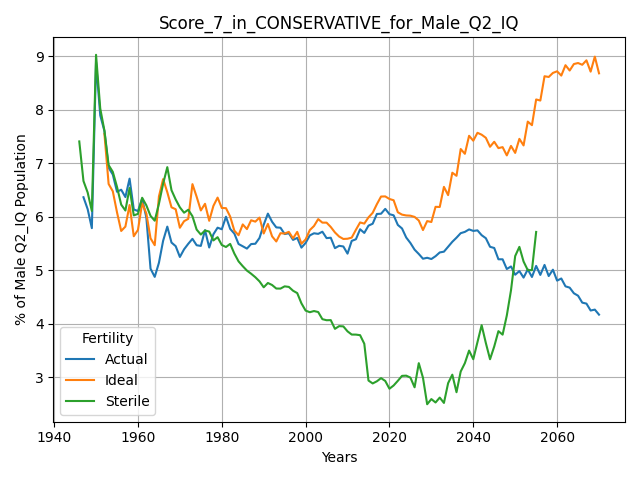 Score_7_in_CONSERVATIVE_for_Male_Q2_IQ
% of Male Q2_IQ Population
9
8
7
6
5
4
3
Fertility
Actual
Ideal
Sterile
1940
1960
1980
2000
2020
2040
2060
Years